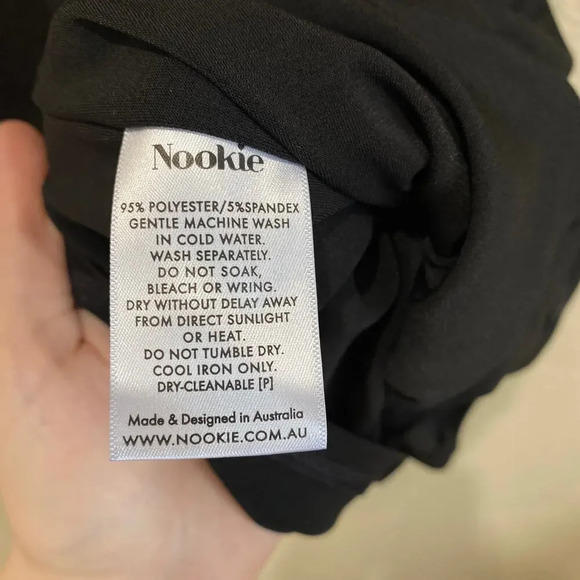 Nookie
95% POLYESTER/5%SPANDEX
GENTLE MACHINE WASH
IN COLD WATER.
WASH SEPARATELY.
DO NOT SOAK,
BLEACH OR WRING.
DRY WITHOUT DELAY AWAY
FROM DIRECT SUNLIGHT
OR HEAT.
DO NOT TUMBLE DRY.
COOL IRON ONLY.
DRY-CLEANABLE [P]
Made & Designed in Australia
WWW.NOOKIE.COM.AU